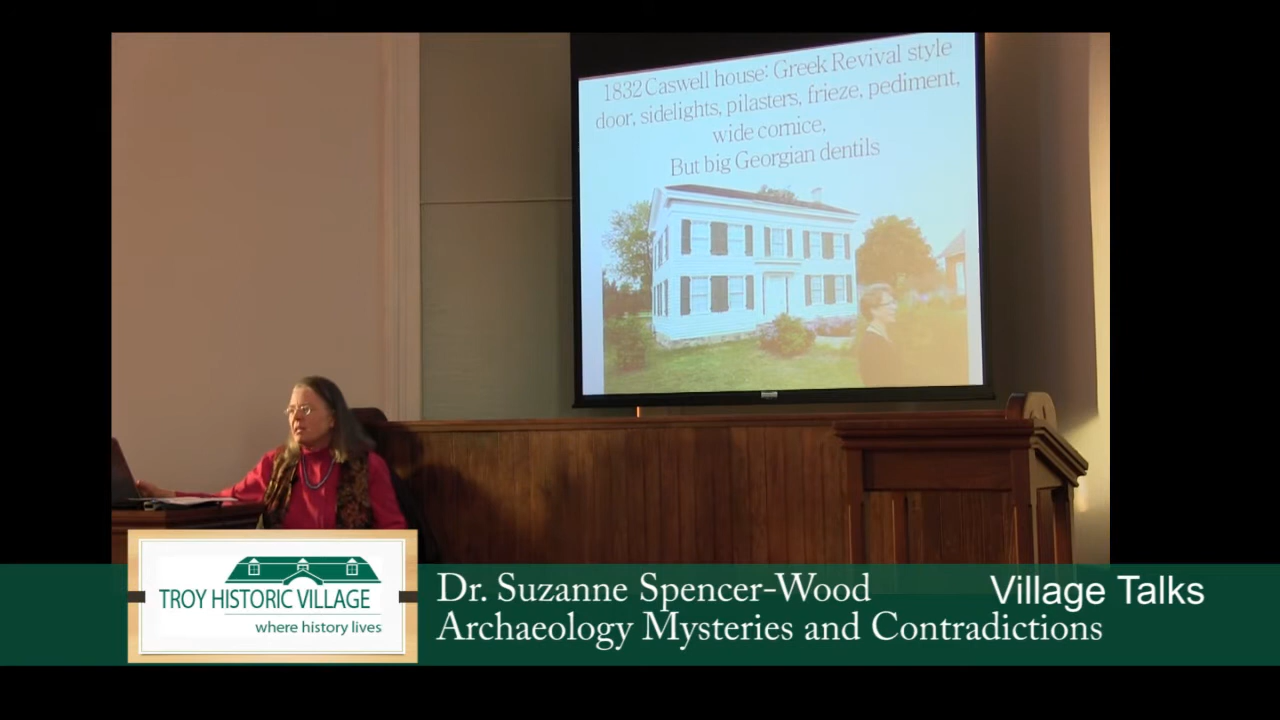 1832 Caswell house: Greek Revival style
door, sidelights, pilasters, frieze, pediment,
wide cornice,
But big Georgian dentils
TROY HISTORIC VILLAGE
where history lives
Dr. Suzanne Spencer-Wood
Village Talks
Archaeology Mysteries and Contradictions